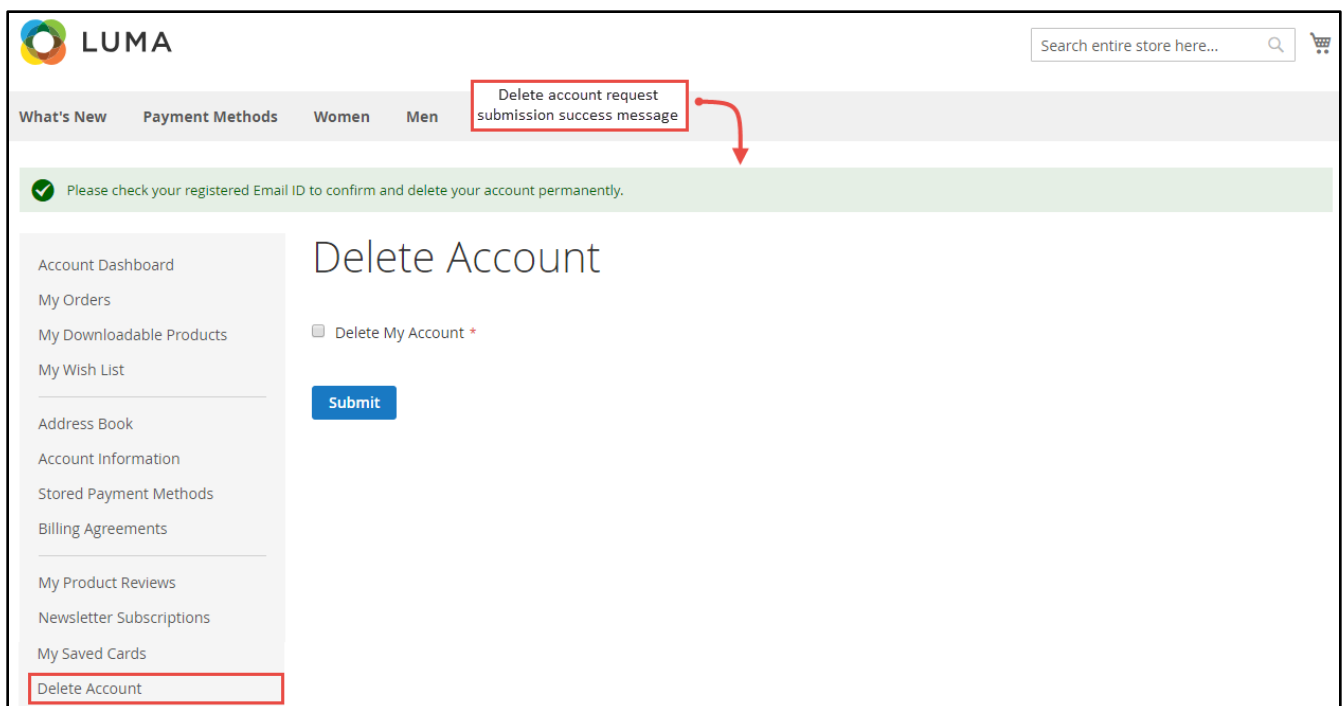 LUMA
Search entire store here...
What's New Payment Methods Women Men
Delete account request
submission success message
Please check your registered Email ID to confirm and delete your account permanently.
Account Dashboard
My Orders
My Downloadable Products
My Wish List
Address Book
Account Information
Stored Payment Methods
Billing Agreements
My Product Reviews
Newsletter Subscriptions
My Saved Cards
Delete Account
Delete Account
Delete My Account *
Submit